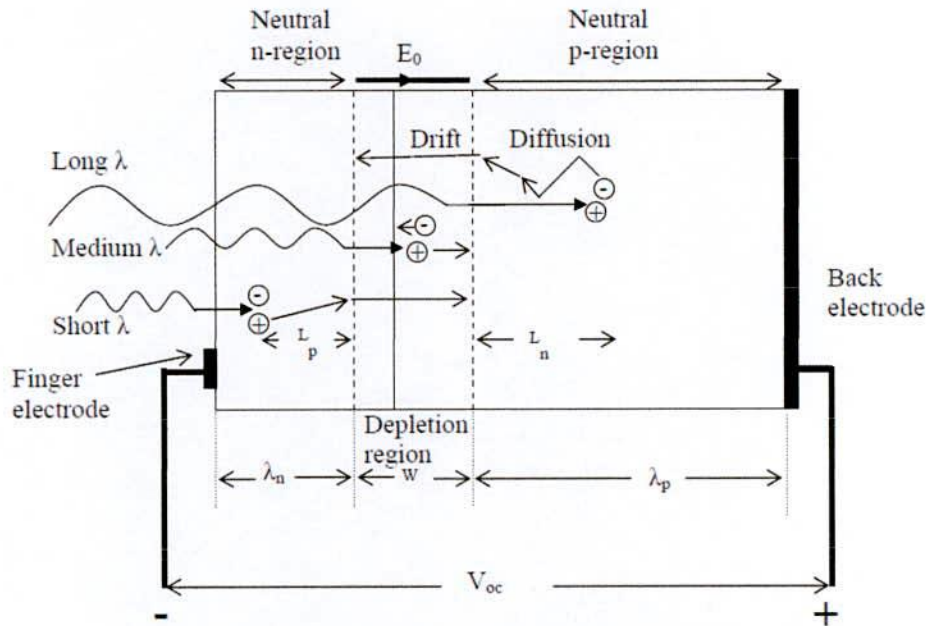 Neutral
n-region
E₀
Neutral
p-region
Drift
Diffusion
Long λ
-
+
-
Medium λ
+
-
Short λ
+
Lₚ
Lₙ
Back
electrode
Finger
electrode
Depletion
region
λₙ
W
λₚ
Vₒc
-
+